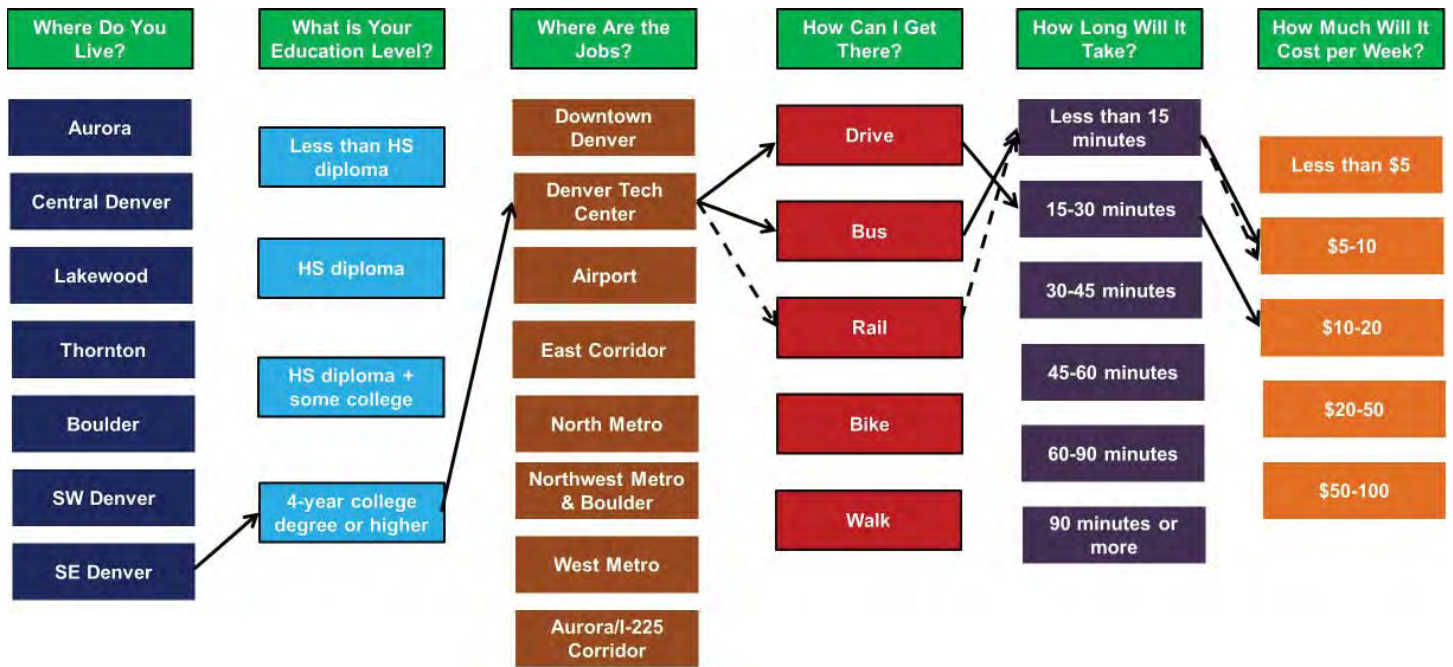 Where Do You
Live?
What is Your
Education Level?
Where Are the
Jobs?
How Can I Get
There?
How Long Will It
Take?
How Much Will It
Cost per Week?
Aurora
Central Denver
Lakewood
Thornton
Boulder
SW Denver
SE Denver
Less than HS
diploma
HS diploma
HS diploma +
some college
4-year college
degree or higher
Downtown
Denver
Denver Tech
Center
Airport
East Corridor
North Metro
Northwest Metro
& Boulder
West Metro
Aurora/I-225
Corridor
Drive
Bus
Rail
Bike
Walk
Less than 15
minutes
15-30 minutes
30-45 minutes
45-60 minutes
60-90 minutes
90 minutes or
more
Less than $5
$5-10
$10-20
$20-50
$50-100